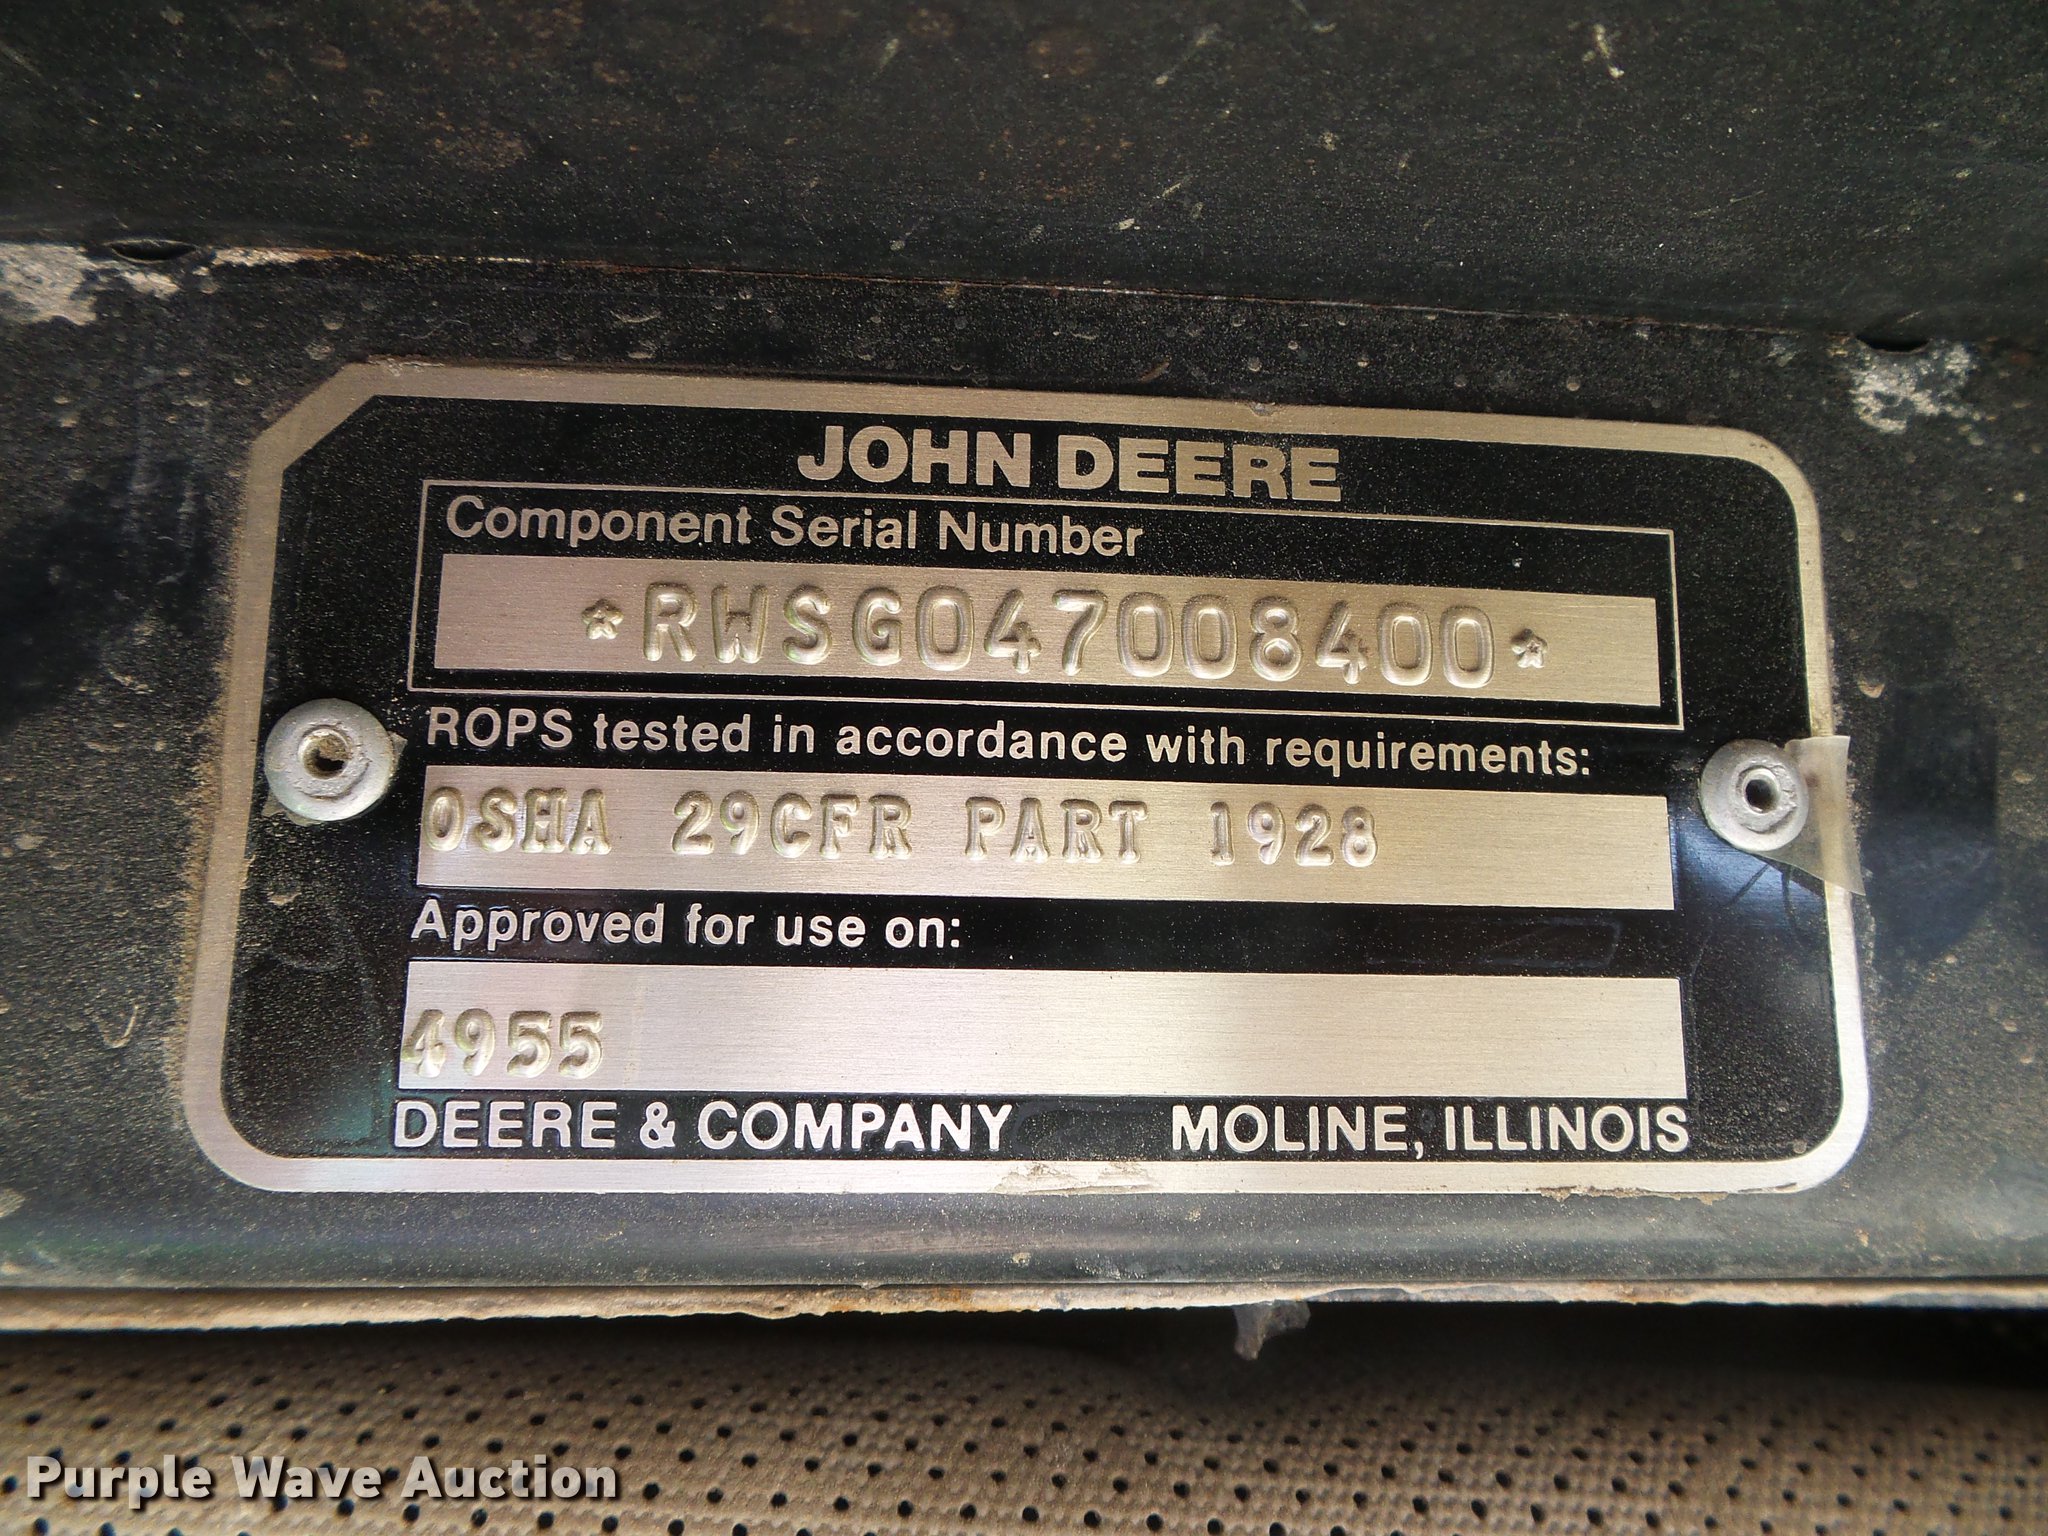 JOHN DEERE
Component Serial Number
*RWSG047008400*
ROPS tested in accordance with requirements:
OSHA 29CFR PART 1928
Approved for use on:
4955
DEERE & COMPANY MOLINE, ILLINOIS
Purple Wave Auction